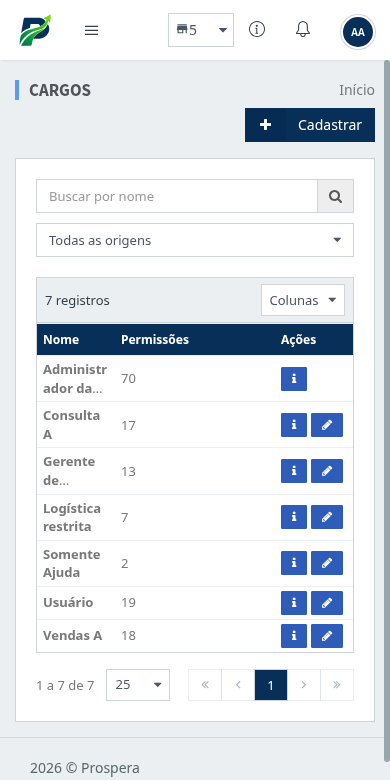 5
AA
CARGOS
Início
Cadastrar
Buscar por nome
Todas as origens
7 registros
Colunas
Nome Permissões Ações
Administr
ador da... 70
Consulta
A 17
Gerente
de... 13
Logística
restrita 7
Somente
Ajuda 2
Usuário 19
Vendas A 18
1 a 7 de 7 25 « ‹ 1 › »
2026 © Prospera